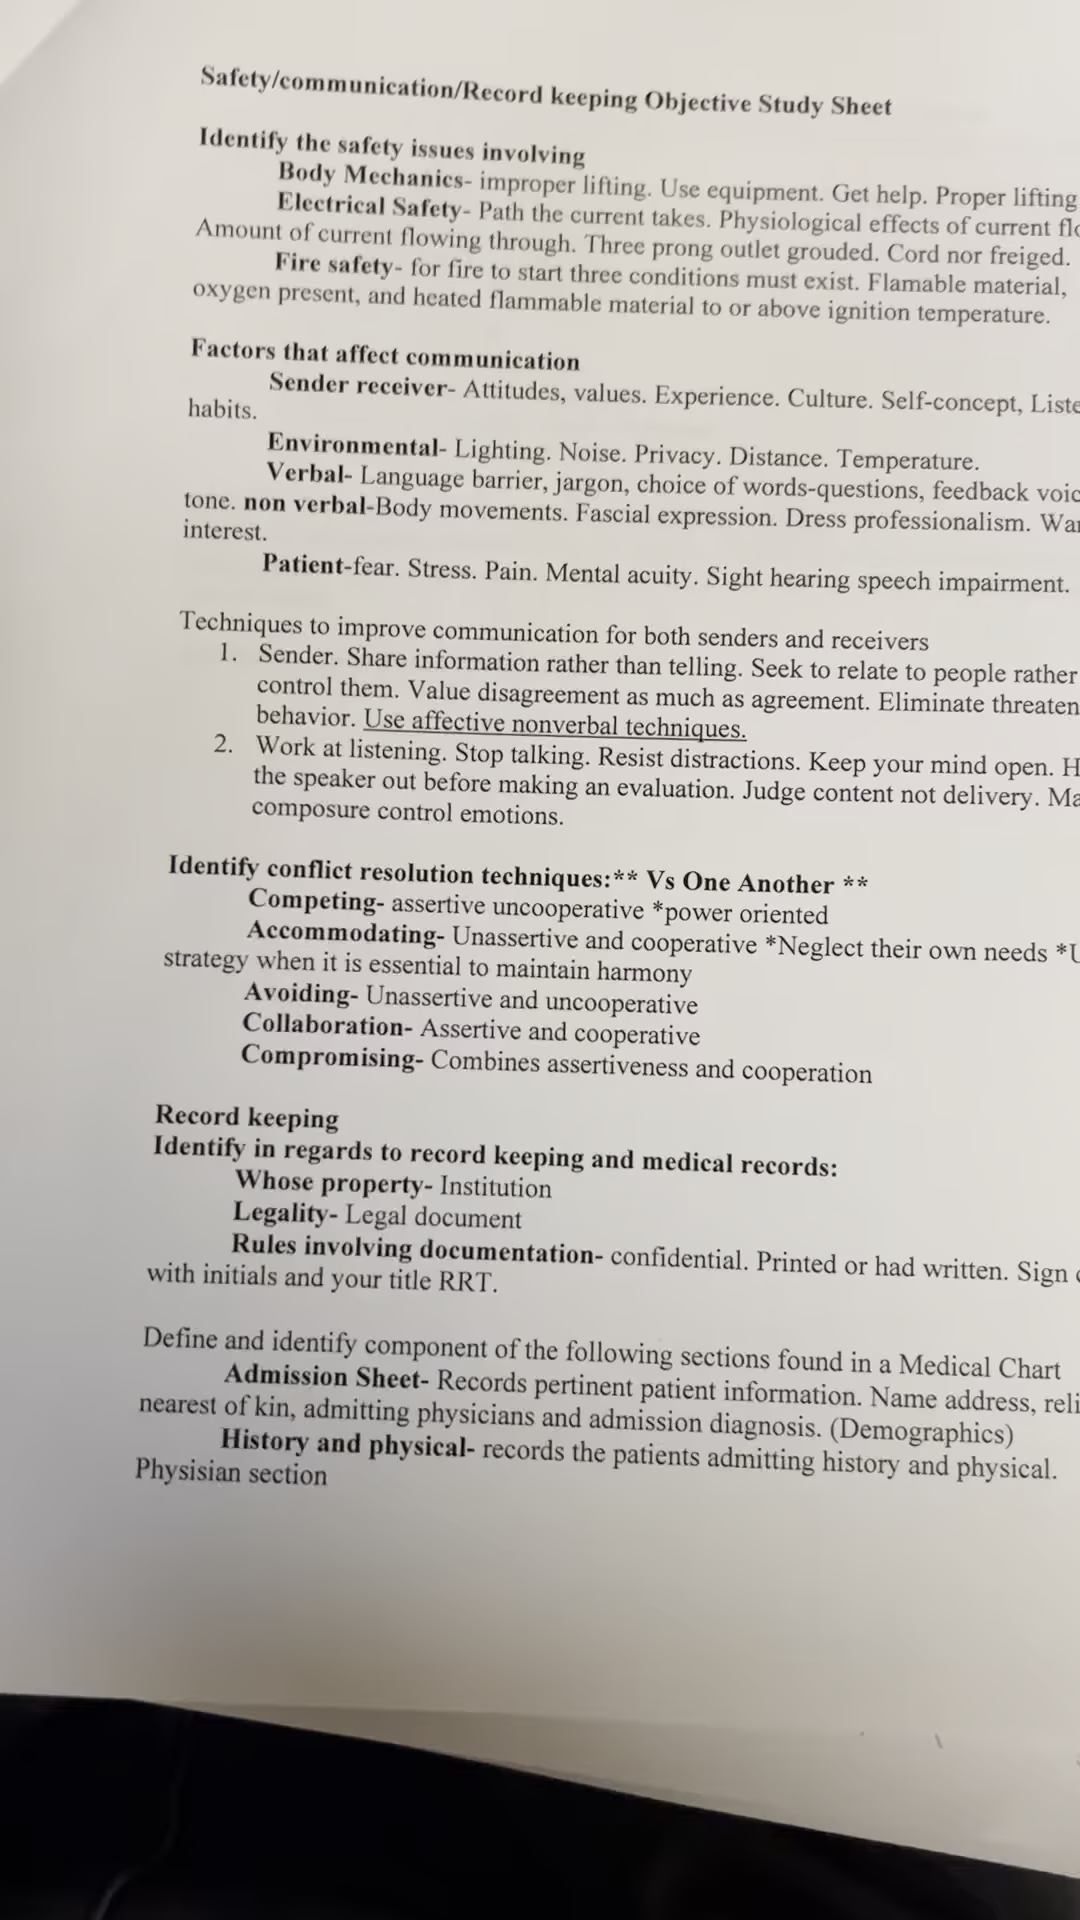 Safety/communication/Record keeping Objective Study Sheet
Identify the safety issues involving
Body Mechanics- improper lifting. Use equipment. Get help. Proper lifting
Electrical Safety- Path the current takes. Physiological effects of current
Amount of current flowing through. Three prong outlet grouded. Cord nor freiged.
Fire safety- for fire to start three conditions must exist. Flamable material,
oxygen present, and heated flammable material to or above ignition temperature.
Factors that affect communication
Sender receiver- Attitudes, values. Experience. Culture. Self-concept,
habits.
Environmental- Lighting. Noise. Privacy. Distance. Temperature.
Verbal- Language barrier, jargon, choice of words-questions, feedback
tone. non verbal-Body movements. Fascial expression. Dress professionalism.
interest.
Patient-fear. Stress. Pain. Mental acuity. Sight hearing speech impairment.
Techniques to improve communication for both senders and receivers
1. Sender. Share information rather than telling. Seek to relate to people rather
control them. Value disagreement as much as agreement. Eliminate
behavior. Use affective nonverbal techniques.
2. Work at listening. Stop talking. Resist distractions. Keep your mind open.
the speaker out before making an evaluation. Judge content not delivery.
composure control emotions.
Identify conflict resolution techniques:** Vs One Another **
Competing- assertive uncooperative *power oriented
Accommodating- Unassertive and cooperative *Neglect their own needs
strategy when it is essential to maintain harmony
Avoiding- Unassertive and uncooperative
Collaboration- Assertive and cooperative
Compromising- Combines assertiveness and cooperation
Record keeping
Identify in regards to record keeping and medical records:
Whose property- Institution
Legality- Legal document
Rules involving documentation- confidential. Printed or had written. Sign
with initials and your title RRT.
Define and identify component of the following sections found in a Medical Chart
Admission Sheet- Records pertinent patient information. Name address,
nearest of kin, admitting physicians and admission diagnosis. (Demographics)
History and physical- records the patients admitting history and physical.
Physisian section